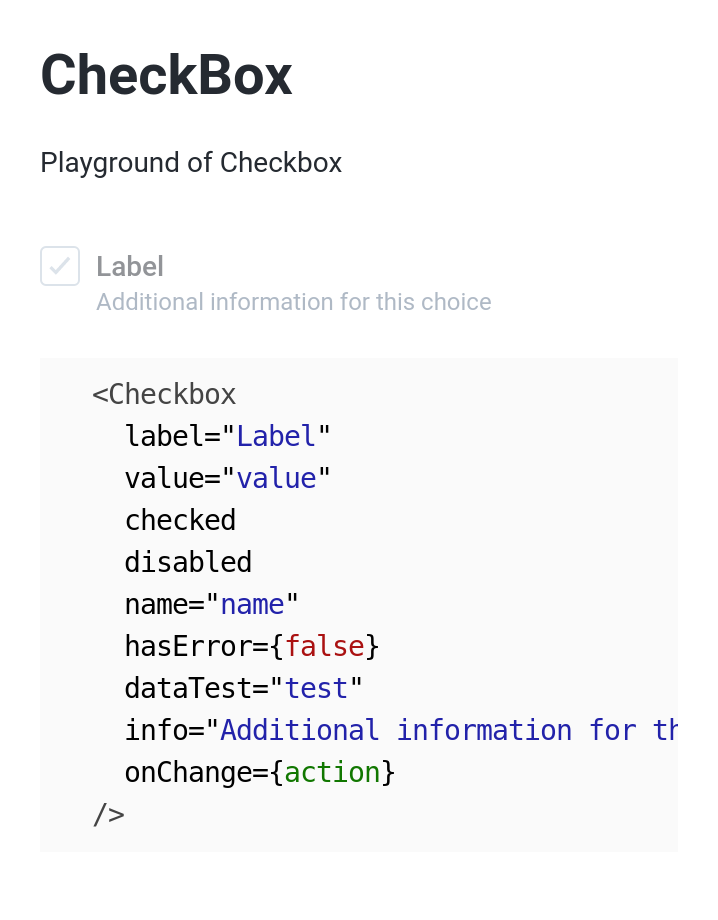 CheckBox
Playground of Checkbox
Label
Additional information for this choice
<Checkbox
label="Label"
value="value"
checked
disabled
name="name"
hasError={false}
dataTest="test"
info="Additional information for th
onChange={action}
/>